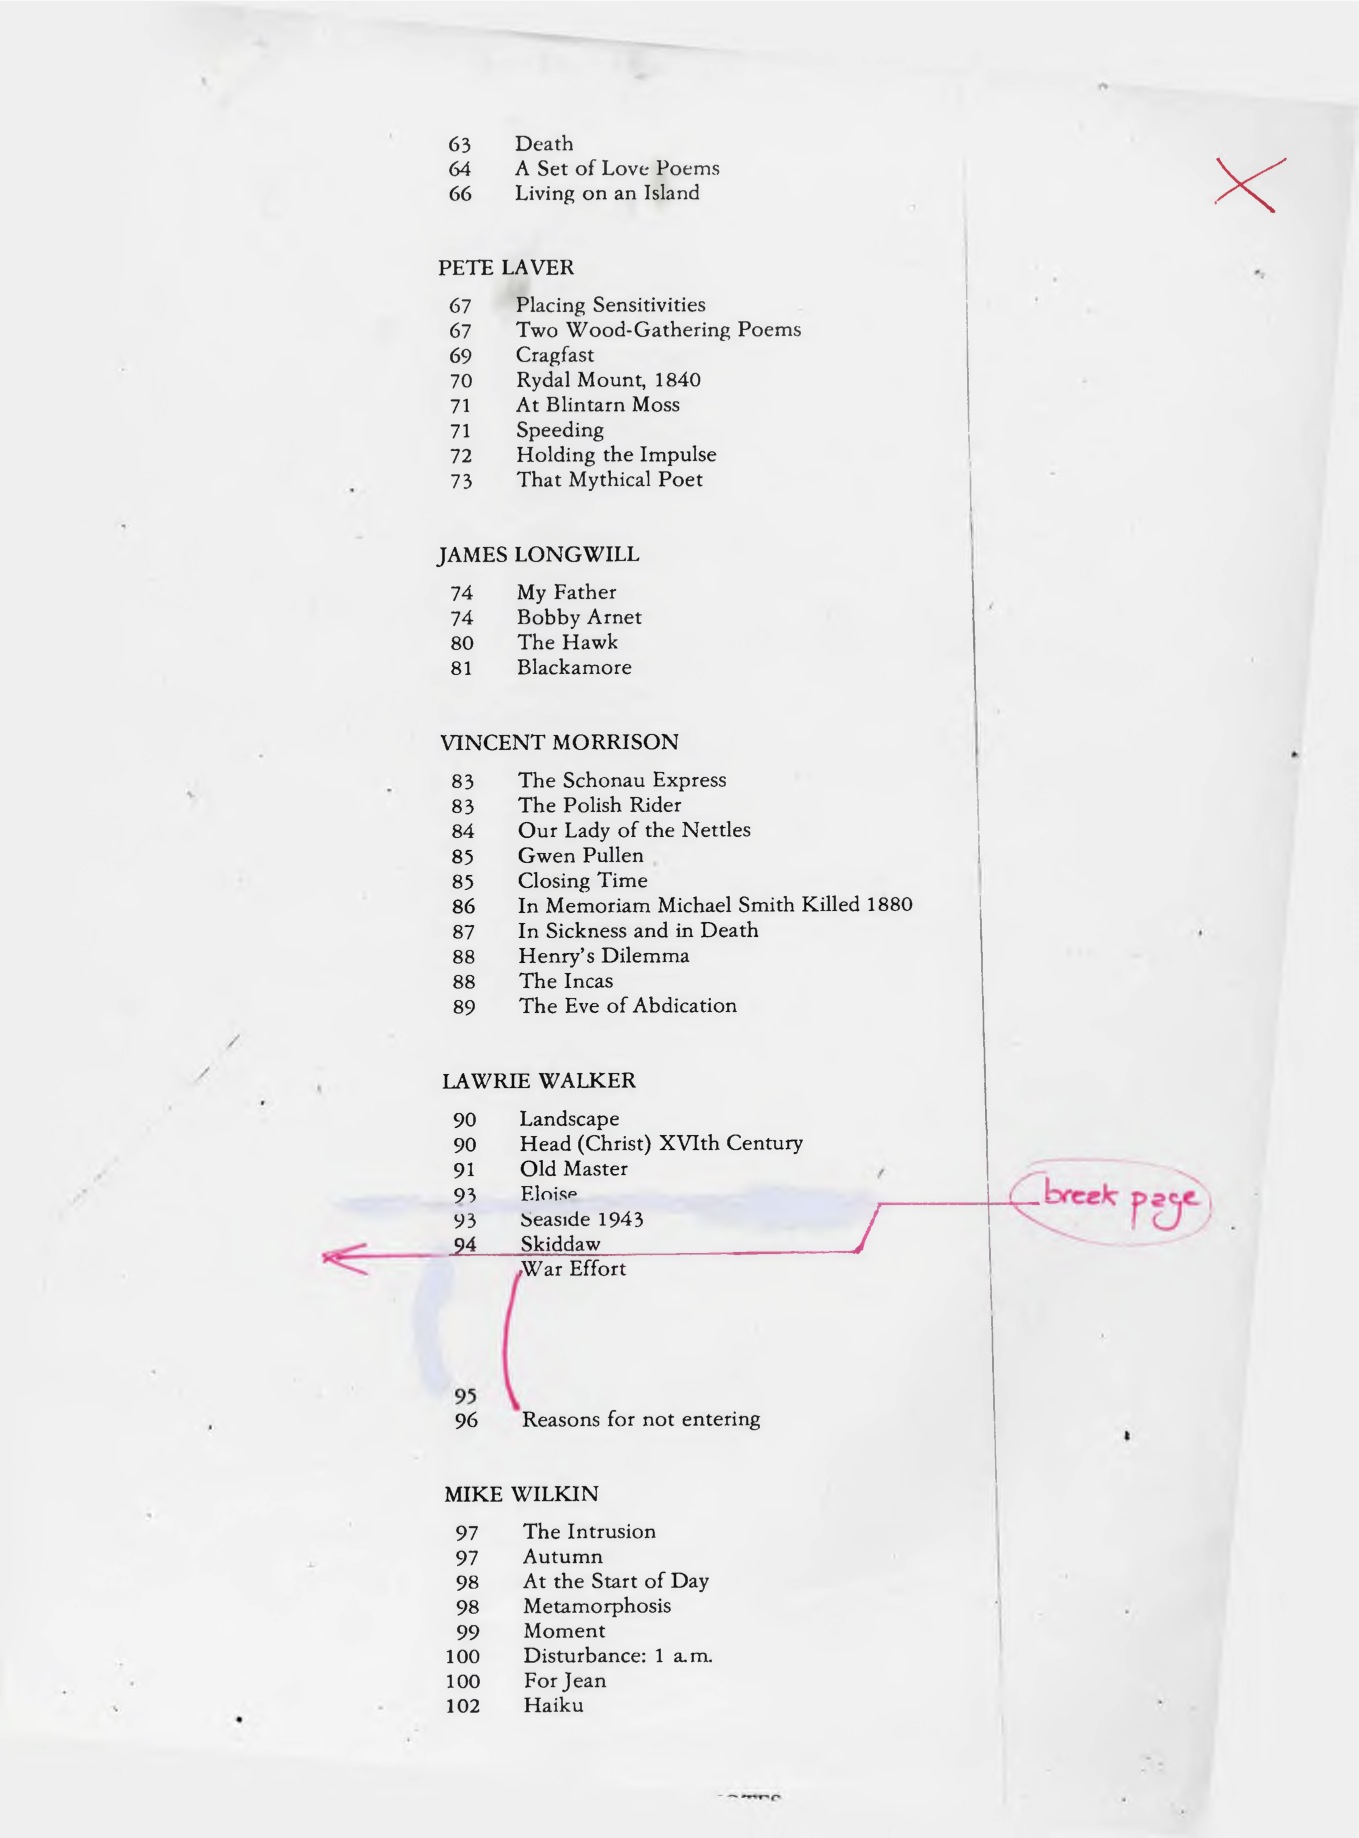 63 Death
64 A Set of Love Poems
66 Living on an Island
PETE LAVER
67 Placing Sensitivities
67 Two Wood-Gathering Poems
69 Cragfast
70 Rydal Mount, 1840
71 At Blintarn Moss
71 Speeding
72 Holding the Impulse
73 That Mythical Poet
JAMES LONGWILL
74 My Father
74 Bobby Arnet
80 The Hawk
81 Blackamore
VINCENT MORRISON
83 The Schonau Express
83 The Polish Rider
84 Our Lady of the Nettles
85 Gwen Pullen
85 Closing Time
86 In Memoriam Michael Smith Killed 1880
87 In Sickness and in Death
88 Henry's Dilemma
88 The Incas
89 The Eve of Abdication
LAWRIE WALKER
90 Landscape
90 Head (Christ) XVIth Century
91 Old Master
93 Eloise
break page
93 Seaside 1943
94 Skiddaw
War Effort
95
96 Reasons for not entering
MIKE WILKIN
97 The Intrusion
97 Autumn
98 At the Start of Day
98 Metamorphosis
99 Moment
100 Disturbance: 1 a.m.
100 For Jean
102 Haiku